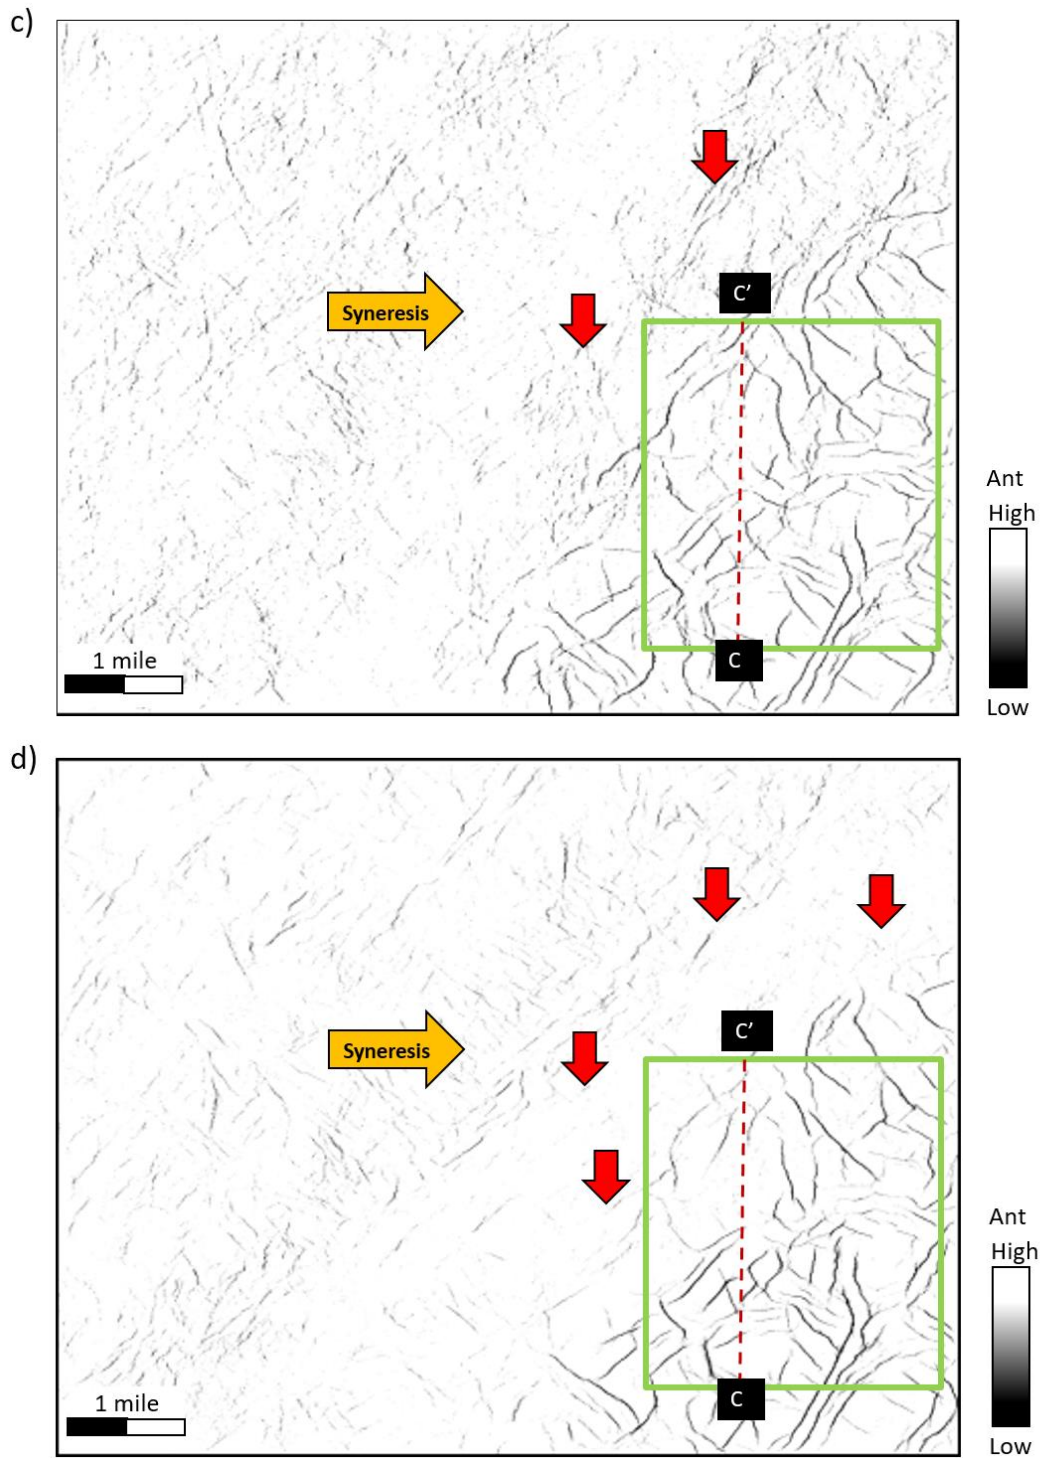 c)
C’
Syneresis
Ant
High
1 mile
C
Low
d)
C’
Syneresis
Ant
High
1 mile
C
Low